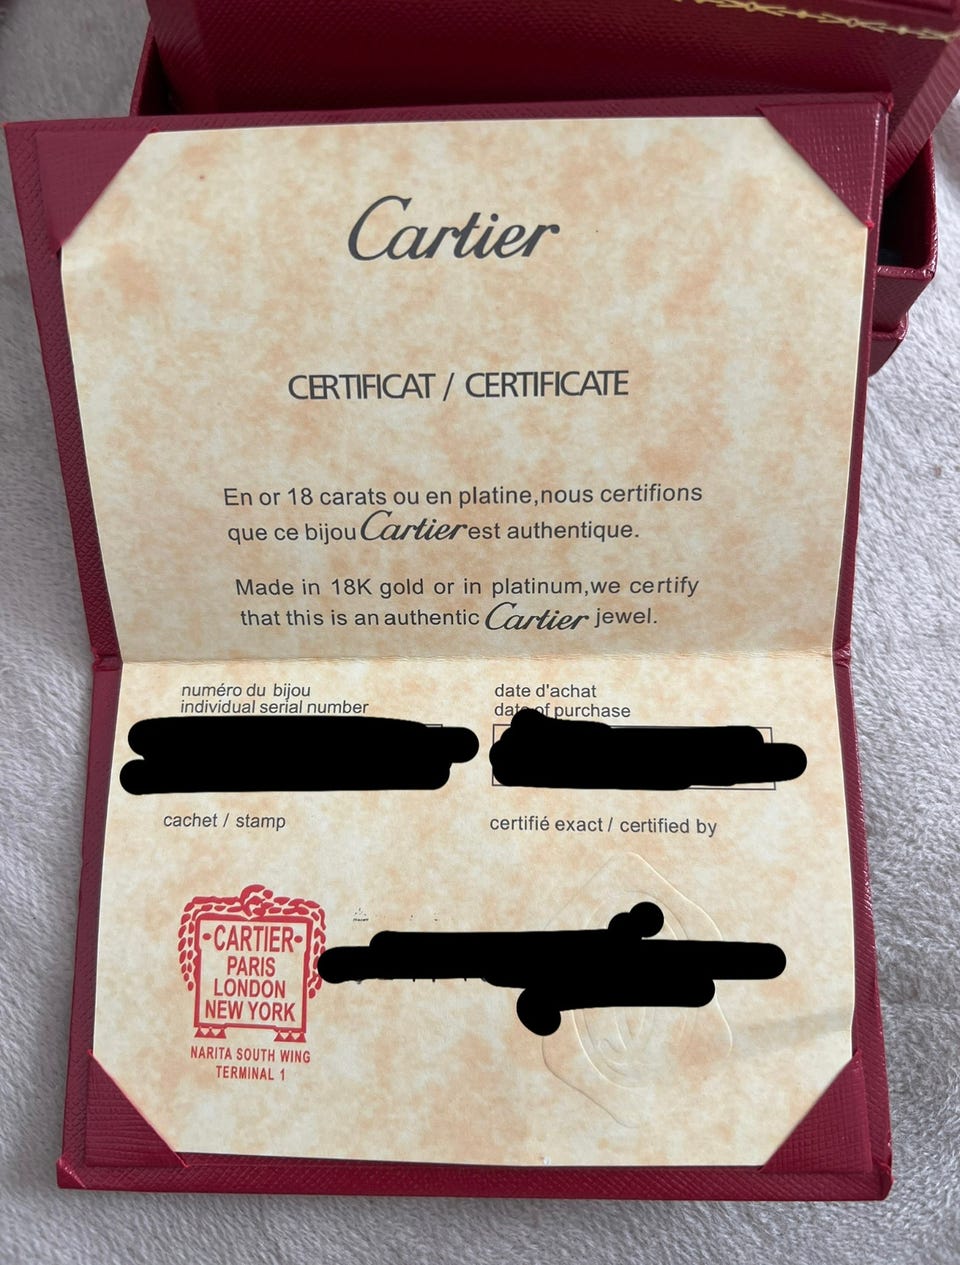 Cartier
CERTIFICAT / CERTIFICATE
En or 18 carats ou en platine,nous certifions
que ce bijou Cartier est authentique.
Made in 18K gold or in platinum,we certify
that this is an authentic Cartier jewel.
numéro du bijou
individual serial number
date d'achat
date of purchase
cachet / stamp
certifié exact / certified by
·CARTIER·
PARIS
LONDON
NEW YORK
NARITA SOUTH WING
TERMINAL 1